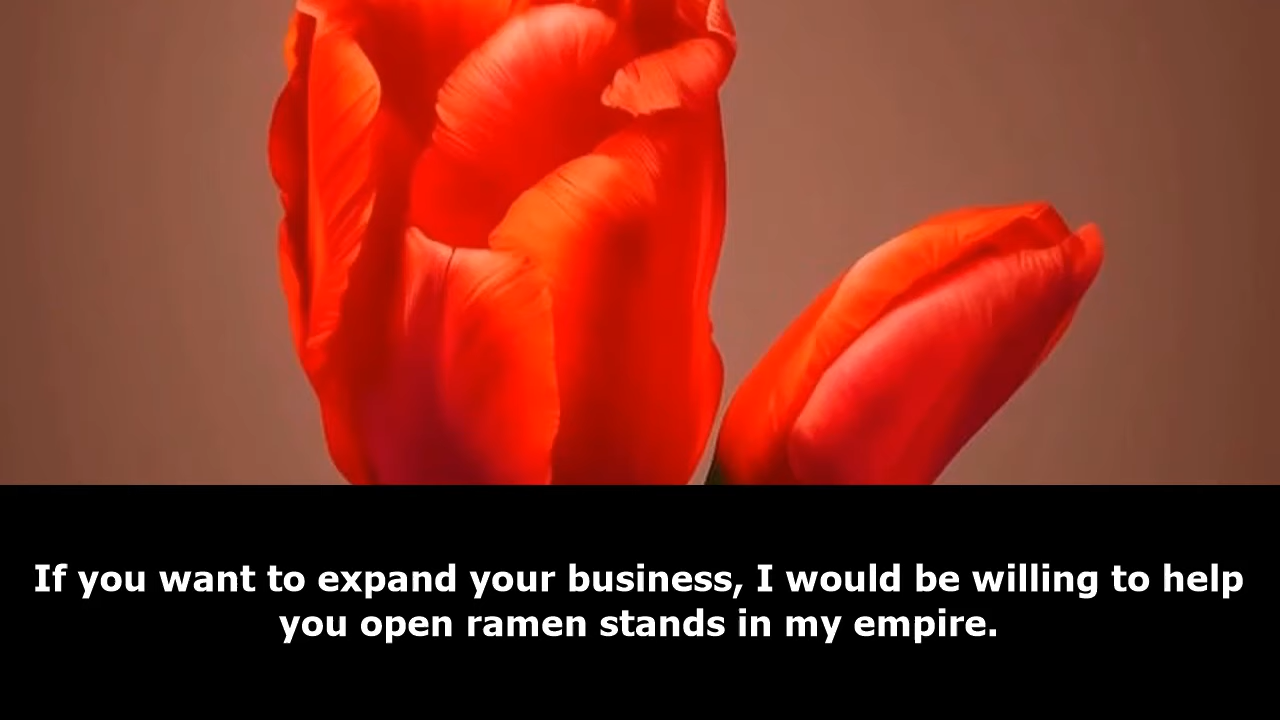 If you want to expand your business, I would be willing to help
you open ramen stands in my empire.